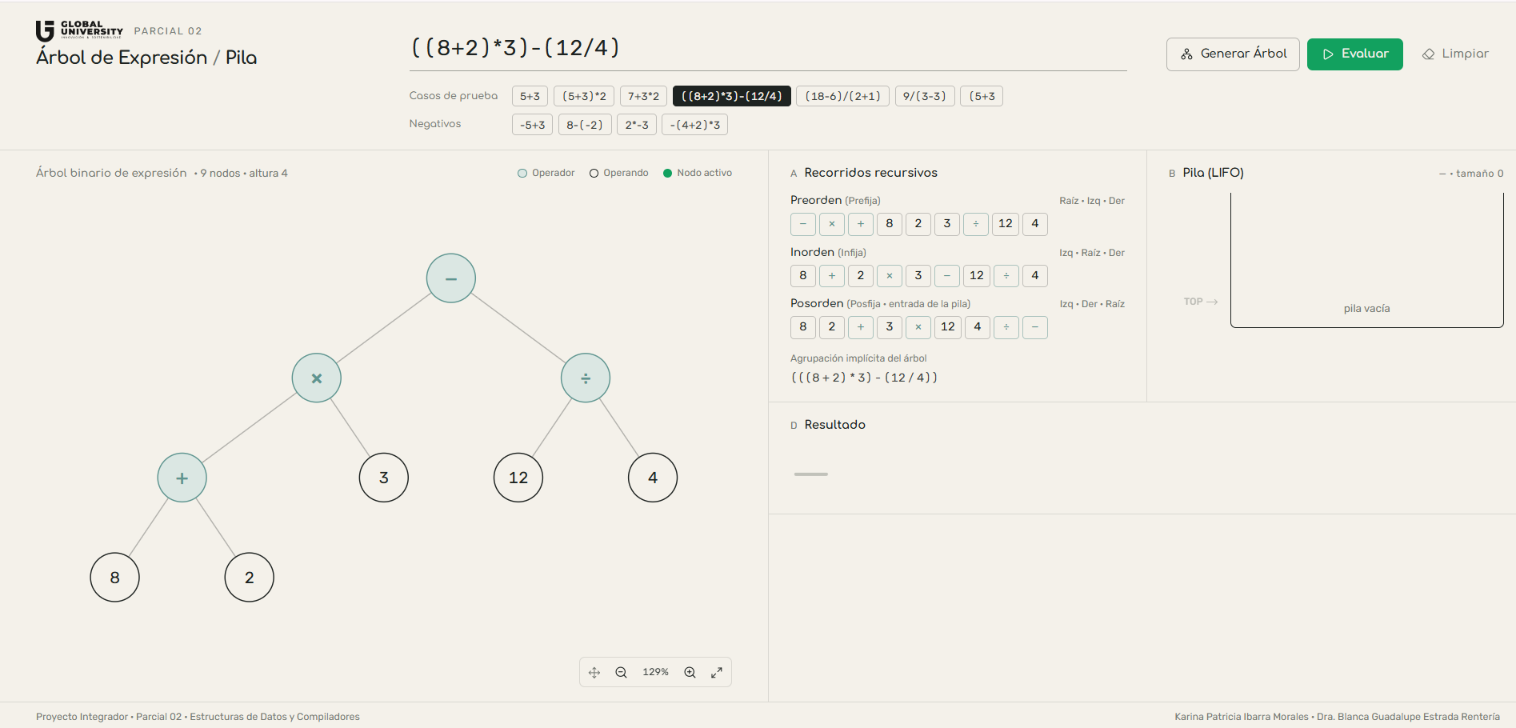 GLOBAL
UNIVERSITY
PARCIAL 02
Árbol de Expresión / Pila
((8+2)*3)-(12/4)
Generar Árbol
Evaluar
Limpiar
Casos de prueba
5+3
(5+3)*2
7+3*2
((8+2)*3)-(12/4)
(18-6)/(2+1)
9/(3-3)
(5+3
Negativos
-5+3
8-(-2)
2*-3
-(4+2)*3
Árbol binario de expresión • 9 nodos • altura 4
Operador
Operando
Nodo activo
−
×
÷
+
3
12
4
8
2
129%
A Recorridos recursivos
Preorden (Prefija)
Raíz • Izq • Der
− × + 8 2 3 ÷ 12 4
Inorden (Infija)
Izq • Raíz • Der
8 + 2 × 3 − 12 ÷ 4
Posorden (Posfija • entrada de la pila)
Izq • Der • Raíz
8 2 + 3 × 12 4 ÷ −
Agrupación implícita del árbol
(((8 + 2) * 3) - (12 / 4))
B Pila (LIFO)
— • tamaño 0
TOP →
pila vacía
D Resultado
Proyecto Integrador • Parcial 02 • Estructuras de Datos y Compiladores
Karina Patricia Ibarra Morales • Dra. Blanca Guadalupe Estrada Rentería